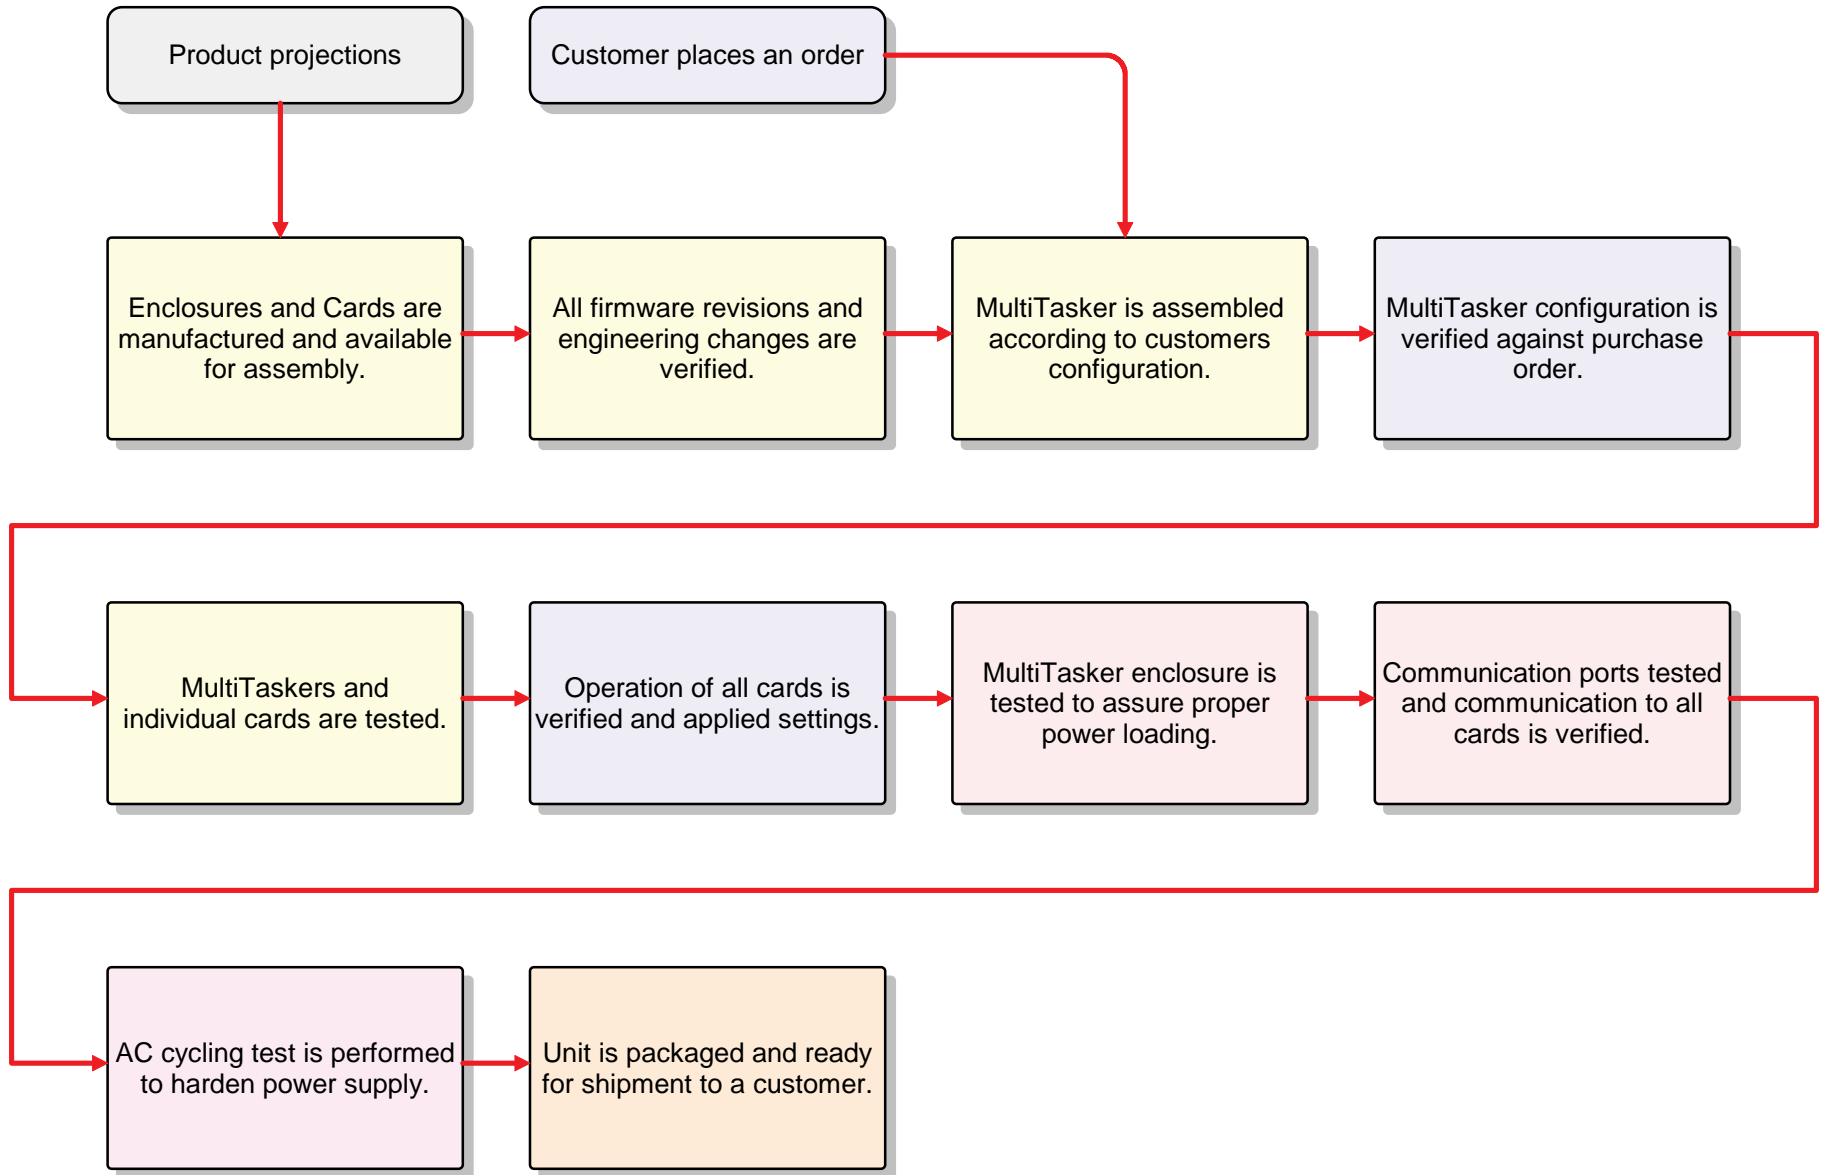 Product projections
Customer places an order
Enclosures and Cards are
manufactured and available
for assembly.
All firmware revisions and
engineering changes are
verified.
MultiTasker is assembled
according to customers
configuration.
MultiTasker configuration is
verified against purchase
order.
MultiTaskers and
individual cards are tested.
Operation of all cards is
verified and applied settings.
MultiTasker enclosure is
tested to assure proper
power loading.
Communication ports tested
and communication to all
cards is verified.
AC cycling test is performed
to harden power supply.
Unit is packaged and ready
for shipment to a customer.